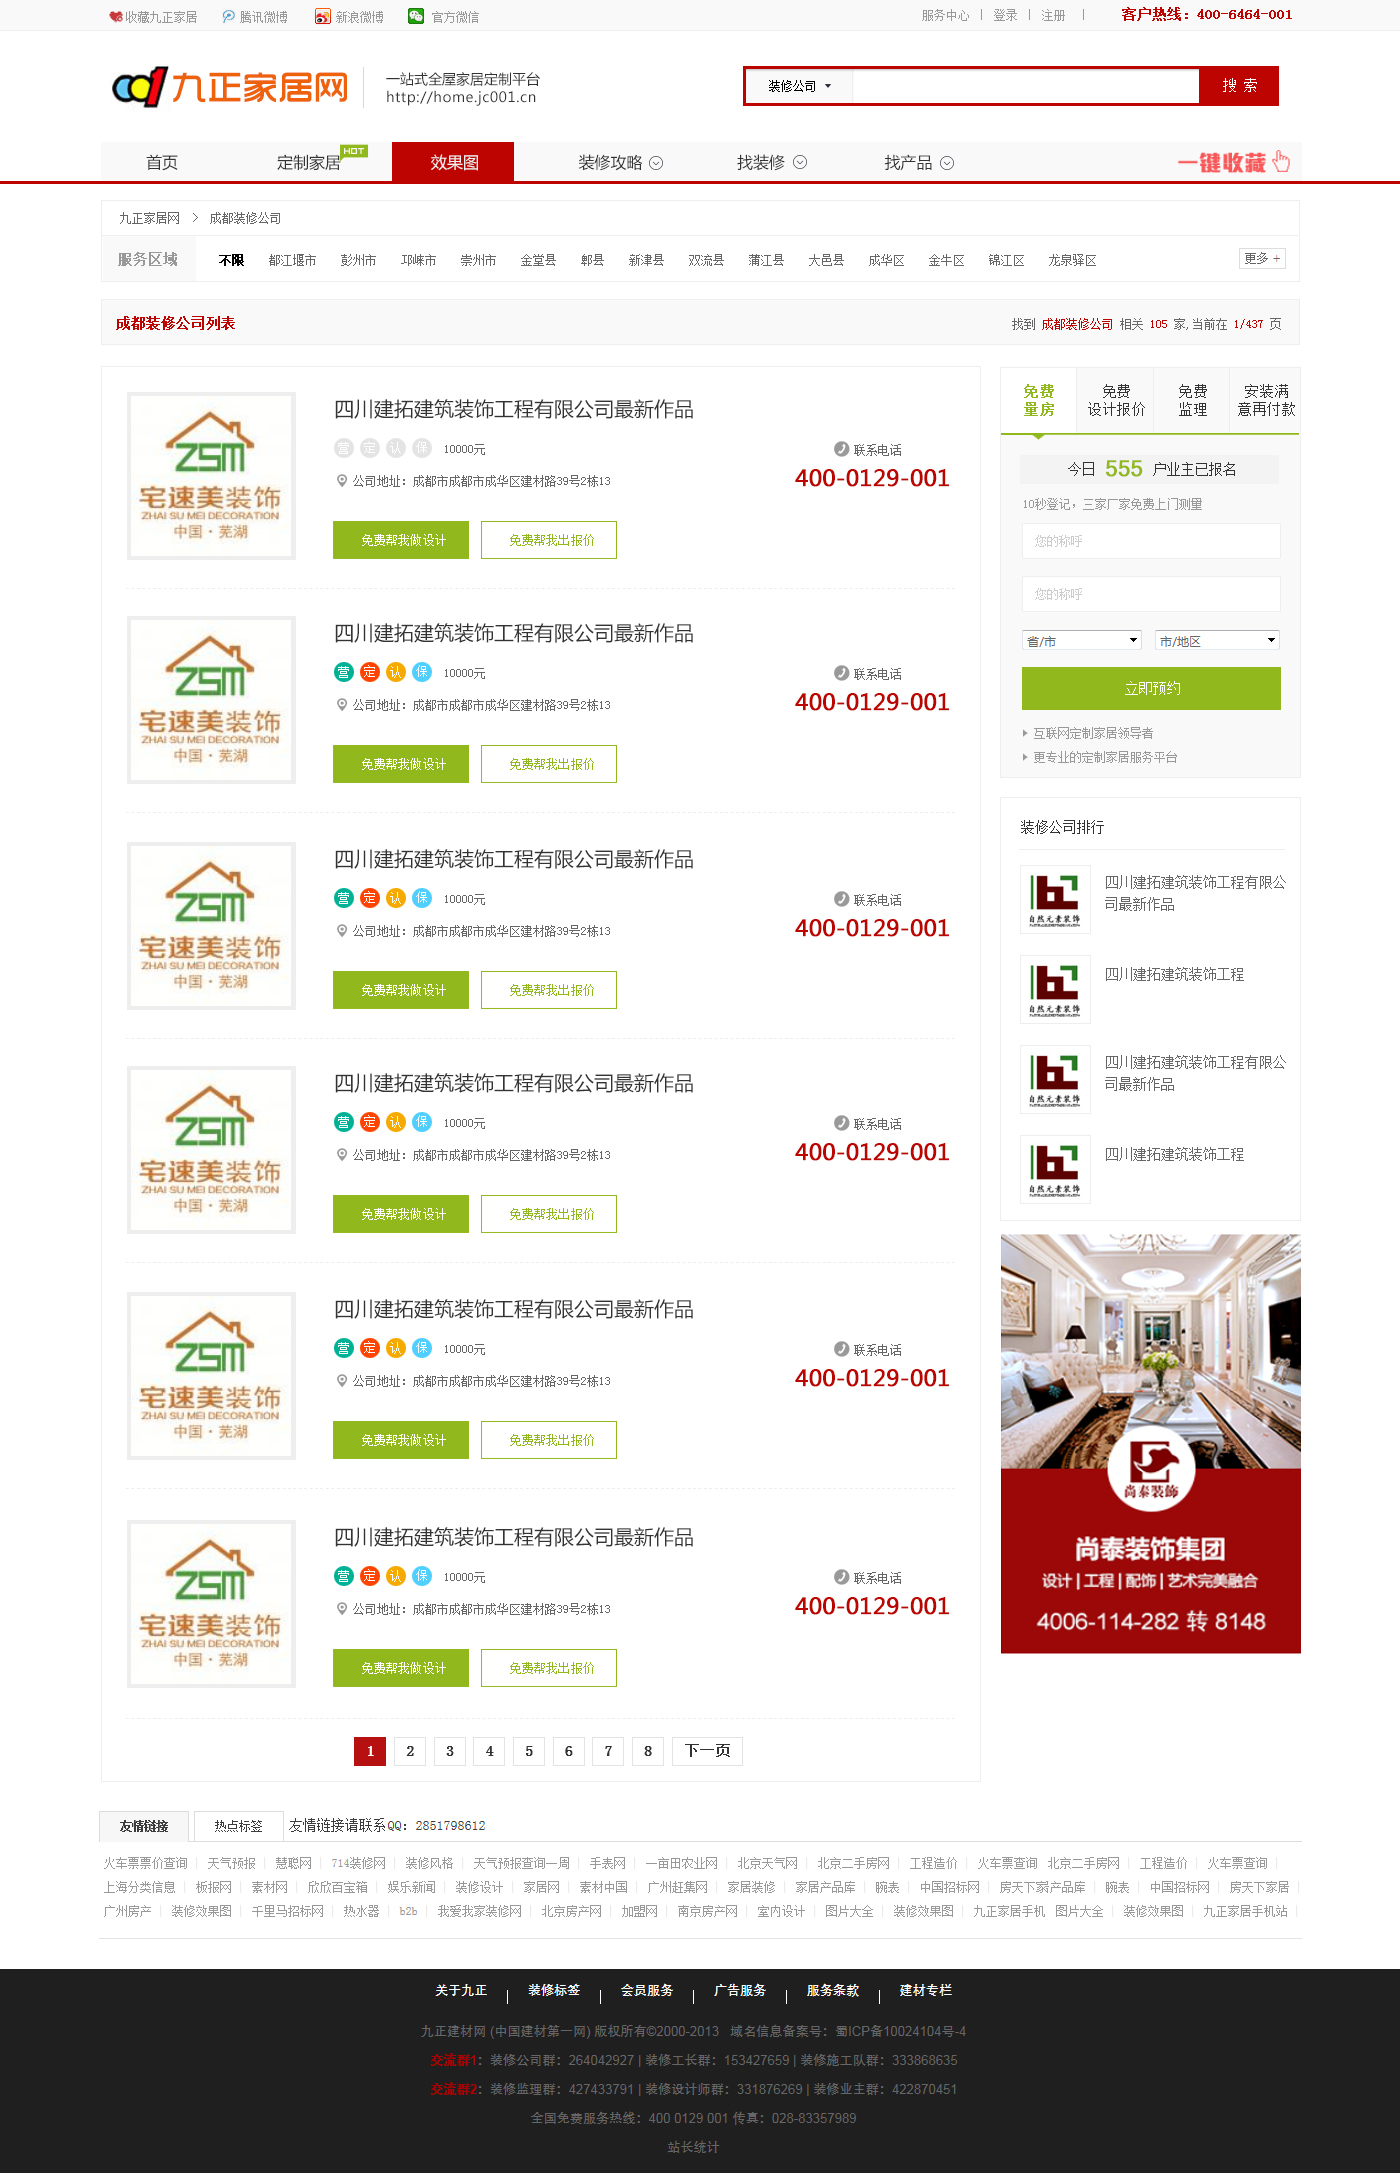 收藏九正家居 腾讯微博 新浪微博 官方微信 服务中心 | 登录 | 注册 | 客户热线：400-6464-001
九正家居网 一站式全屋家居定制平台
http://home.jc001.cn
装修公司 搜 索
首页 定制家居 HOT 效果图 装修攻略 找装修 找产品 一键收藏
九正家居网 > 成都装修公司
服务区域 不限 都江堰市 彭州市 邛崃市 崇州市 金堂县 郫县 新津县 双流县 蒲江县 大邑县 成华区 金牛区 锦江区 龙泉驿区 更多 +
成都装修公司列表 找到 成都装修公司 相关 105 家,当前在 1/437 页
ZSM
宅速美装饰
ZHAI SU MEI DECORATION
中国·芜湖
四川建拓建筑装饰工程有限公司最新作品
营 定 认 保 10000元
公司地址：成都市成都市成华区建材路39号2栋13
联系电话
400-0129-001
免费帮我做设计 免费帮我出报价
ZSM
宅速美装饰
ZHAI SU MEI DECORATION
中国·芜湖
四川建拓建筑装饰工程有限公司最新作品
营 定 认 保 10000元
公司地址：成都市成都市成华区建材路39号2栋13
联系电话
400-0129-001
免费帮我做设计 免费帮我出报价
ZSM
宅速美装饰
ZHAI SU MEI DECORATION
中国·芜湖
四川建拓建筑装饰工程有限公司最新作品
营 定 认 保 10000元
公司地址：成都市成都市成华区建材路39号2栋13
联系电话
400-0129-001
免费帮我做设计 免费帮我出报价
ZSM
宅速美装饰
ZHAI SU MEI DECORATION
中国·芜湖
四川建拓建筑装饰工程有限公司最新作品
营 定 认 保 10000元
公司地址：成都市成都市成华区建材路39号2栋13
联系电话
400-0129-001
免费帮我做设计 免费帮我出报价
ZSM
宅速美装饰
ZHAI SU MEI DECORATION
中国·芜湖
四川建拓建筑装饰工程有限公司最新作品
营 定 认 保 10000元
公司地址：成都市成都市成华区建材路39号2栋13
联系电话
400-0129-001
免费帮我做设计 免费帮我出报价
ZSM
宅速美装饰
ZHAI SU MEI DECORATION
中国·芜湖
四川建拓建筑装饰工程有限公司最新作品
营 定 认 保 10000元
公司地址：成都市成都市成华区建材路39号2栋13
联系电话
400-0129-001
免费帮我做设计 免费帮我出报价
1 2 3 4 5 6 7 8 下一页
免费 免费 免费 安装满
量房 设计报价 监理 意再付款
今日 555 户业主已报名
10秒登记，三家厂家免费上门测量
您的称呼
您的称呼
省/市 市/地区
立即预约
互联网定制家居领导者
更专业的定制家居服务平台
装修公司排行
自然元素装饰
四川建拓建筑装饰工程有限公
司最新作品
自然元素装饰
四川建拓建筑装饰工程
自然元素装饰
四川建拓建筑装饰工程有限公
司最新作品
自然元素装饰
四川建拓建筑装饰工程
尚泰装饰
尚泰装饰集团
设计 | 工程 | 配饰 | 艺术完美融合
4006-114-282 转 8148
友情链接 热点标签 友情链接请联系QQ：2851798612
火车票票价查询 | 天气预报 | 慧聪网 | 714装修网 | 装修风格 | 天气预报查询一周 | 手表网 | 一亩田农业网 | 北京天气网 | 北京二手房网 | 工程造价 | 火车票查询 北京二手房网 | 工程造价 | 火车票查询 |
上海分类信息 | 板报网 | 素材网 | 欣欣百宝箱 | 娱乐新闻 | 装修设计 | 家居网 | 素材中国 | 广州赶集网 | 家居装修 | 家居产品库 | 腕表 | 中国招标网 | 房天下家产品库 | 腕表 | 中国招标网 | 房天下家居 |
广州房产 | 装修效果图 | 千里马招标网 | 热水器 | b2b | 我爱我家装修网 | 北京房产网 | 加盟网 | 南京房产网 | 室内设计 | 图片大全 | 装修效果图 | 九正家居手机 图片大全 | 装修效果图 | 九正家居手机站 |
关于九正 | 装修标签 | 会员服务 | 广告服务 | 服务条款 | 建材专栏
九正建材网 (中国建材第一网) 版权所有©2000-2013 域名信息备案号：蜀ICP备10024104号-4
交流群1：装修公司群：264042927 | 装修工长群：153427659 | 装修施工队群：333868635
交流群2：装修监理群：427433791 | 装修设计师群：331876269 | 装修业主群：422870451
全国免费服务热线：400 0129 001 传真：028-83357989
站长统计